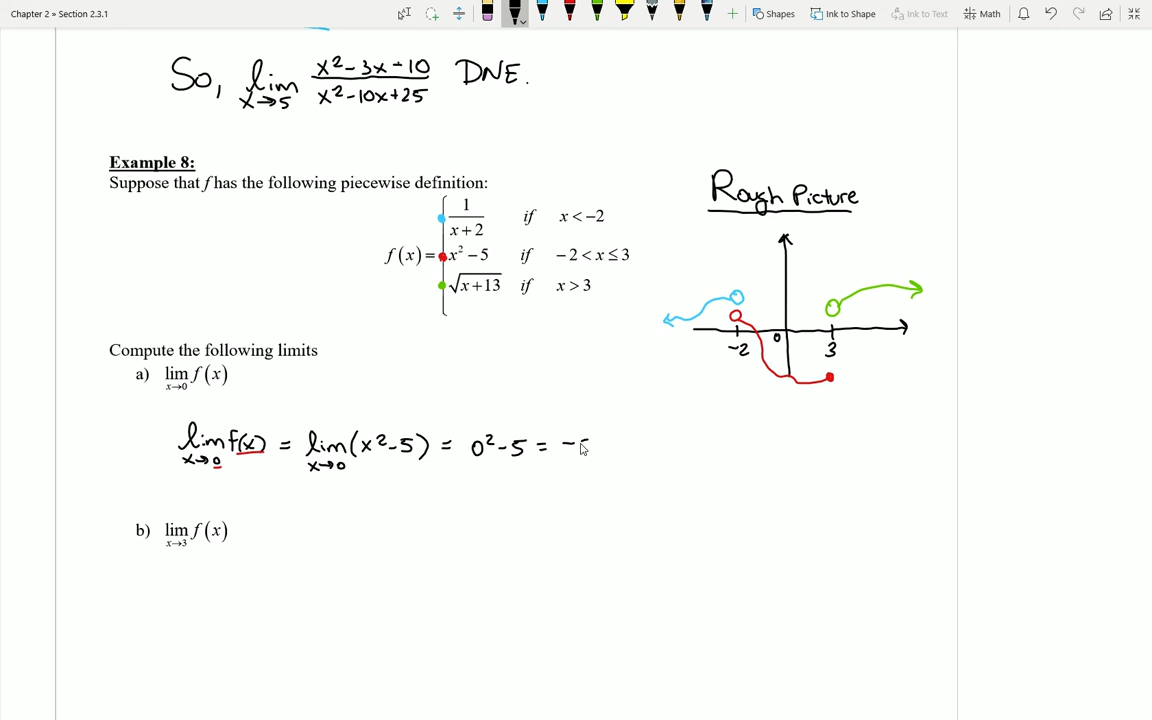 Chapter 2 » Section 2.3.1
Shapes
Ink to Shape
Ink to Text
Math
So, lim x→5 (x²-3x-10)/(x²-10x+25) DNE.
Example 8:
Suppose that f has the following piecewise definition:
Rough Picture
1/(x+2) if x < -2
f(x) = x² - 5 if -2 < x ≤ 3
√(x+13) if x > 3
-2 0 3
Compute the following limits
a) lim x→0 f(x)
lim x→0 f(x) = lim x→0 (x²-5) = 0²-5 = -5
b) lim x→3 f(x)